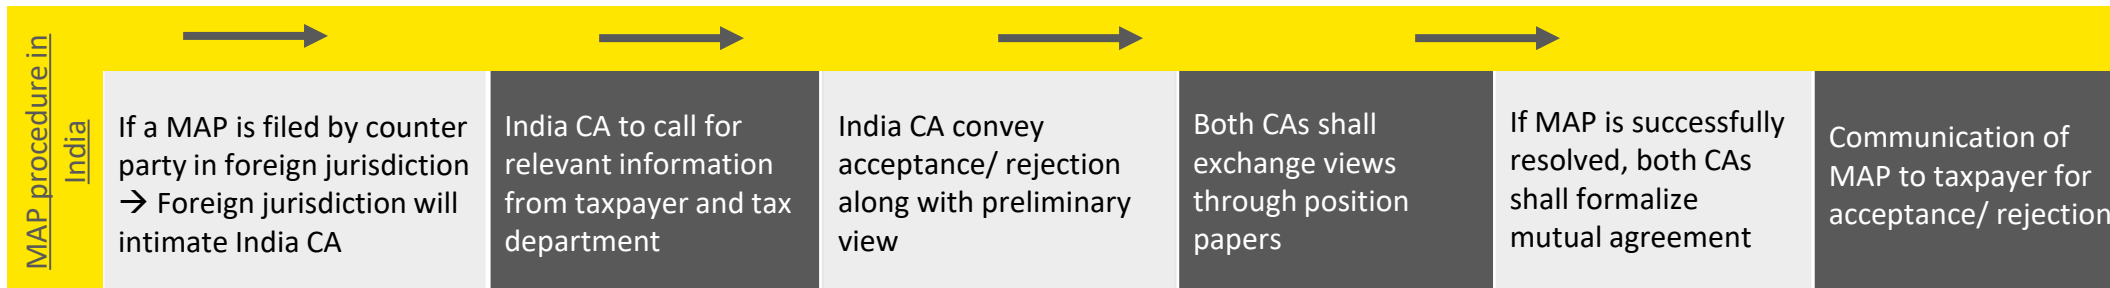 MAP procedure in
India
If a MAP is filed by counter
party in foreign jurisdiction
→ Foreign jurisdiction will
intimate India CA
India CA to call for
relevant information
from taxpayer and tax
department
India CA convey
acceptance/ rejection
along with preliminary
view
Both CAs shall
exchange views
through position
papers
If MAP is successfully
resolved, both CAs
shall formalize
mutual agreement
Communication of
MAP to taxpayer for
acceptance/ rejection